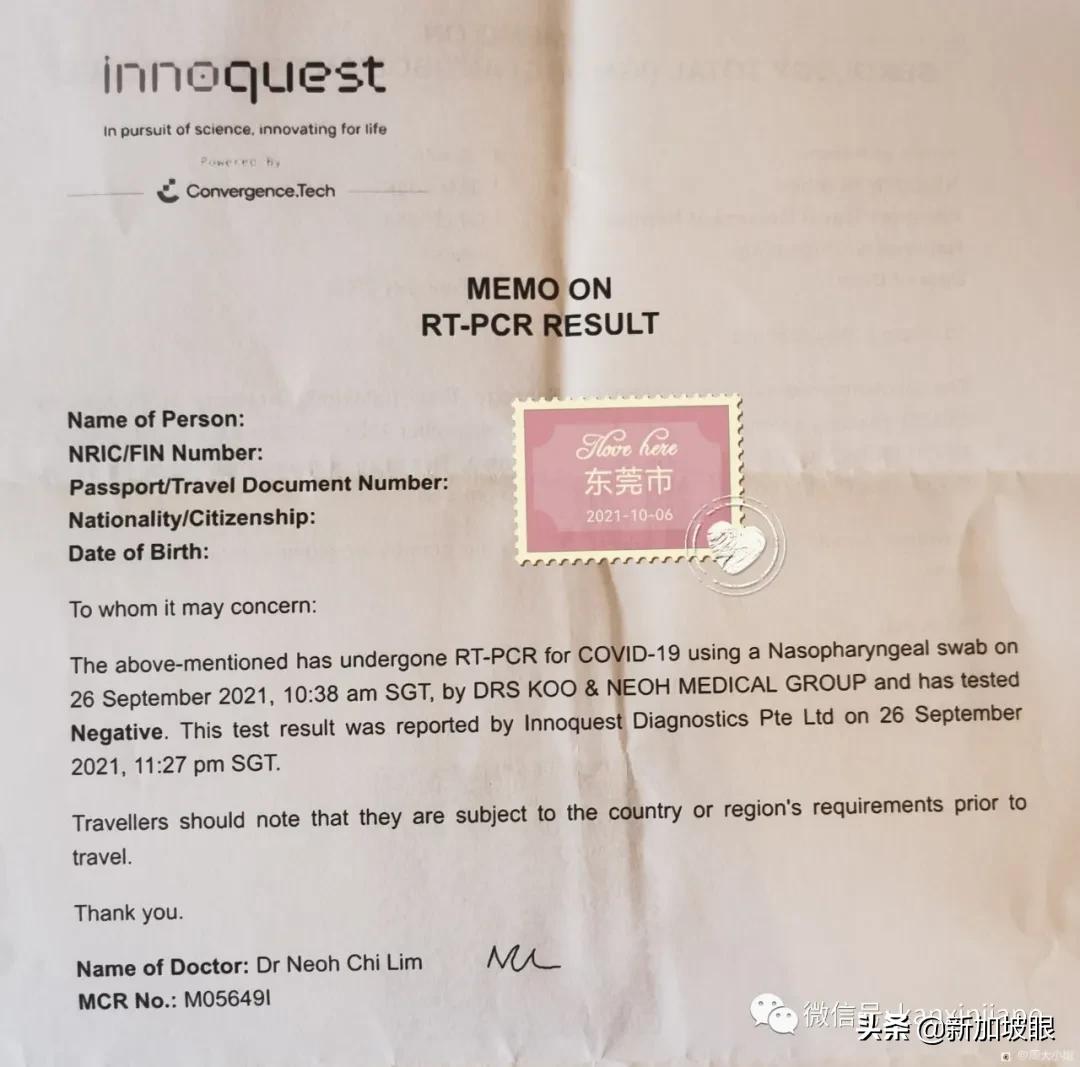 innoquest
In pursuit of science, innovating for life
Powered by
Convergence.Tech
MEMO ON
RT-PCR RESULT
Name of Person:
NRIC/FIN Number:
Passport/Travel Document Number:
Nationality/Citizenship:
Date of Birth:
I love here
东莞市
2021-10-06
To whom it may concern:
The above-mentioned has undergone RT-PCR for COVID-19 using a Nasopharyngeal swab on
26 September 2021, 10:38 am SGT, by DRS KOO & NEOH MEDICAL GROUP and has tested
Negative. This test result was reported by Innoquest Diagnostics Pte Ltd on 26 September
2021, 11:27 pm SGT.
Travellers should note that they are subject to the country or region's requirements prior to
travel.
Thank you.
Name of Doctor: Dr Neoh Chi Lim
MCR No.: M05649I
微信号: kanxinjiapo
头条 @新加坡眼